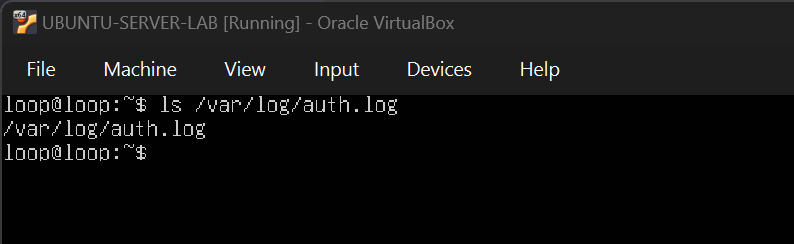 UBUNTU-SERVER-LAB [Running] - Oracle VirtualBox
File Machine View Input Devices Help
loop@loop:~$ ls /var/log/auth.log
/var/log/auth.log
loop@loop:~$